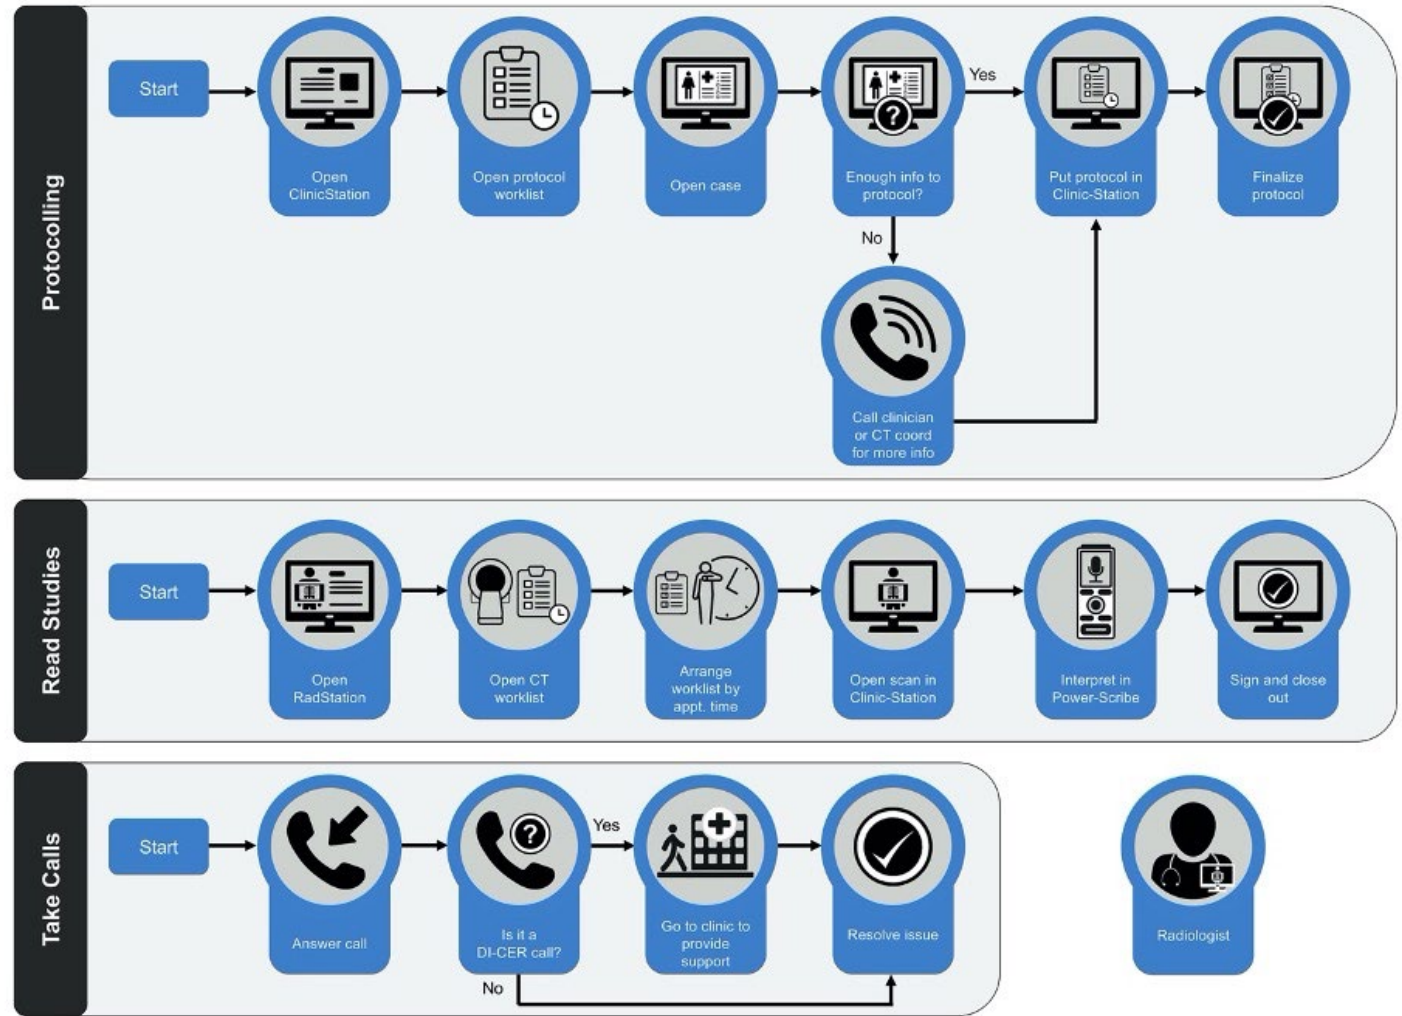 Protocolling
Start
Open
ClinicStation
Open protocol
worklist
Open case
Enough info to
protocol?
Yes
No
Put protocol in
Clinic-Station
Finalize
protocol
Call clinician
or CT coord
for more info
Read Studies
Start
Open
RadStation
Open CT
worklist
Arrange
worklist by
appt. time
Open scan in
Clinic-Station
Interpret in
Power-Scribe
Sign and close
out
Take Calls
Start
Answer call
Is it a
DI-CER call?
Yes
No
Go to clinic to
provide
support
Resolve issue
Radiologist